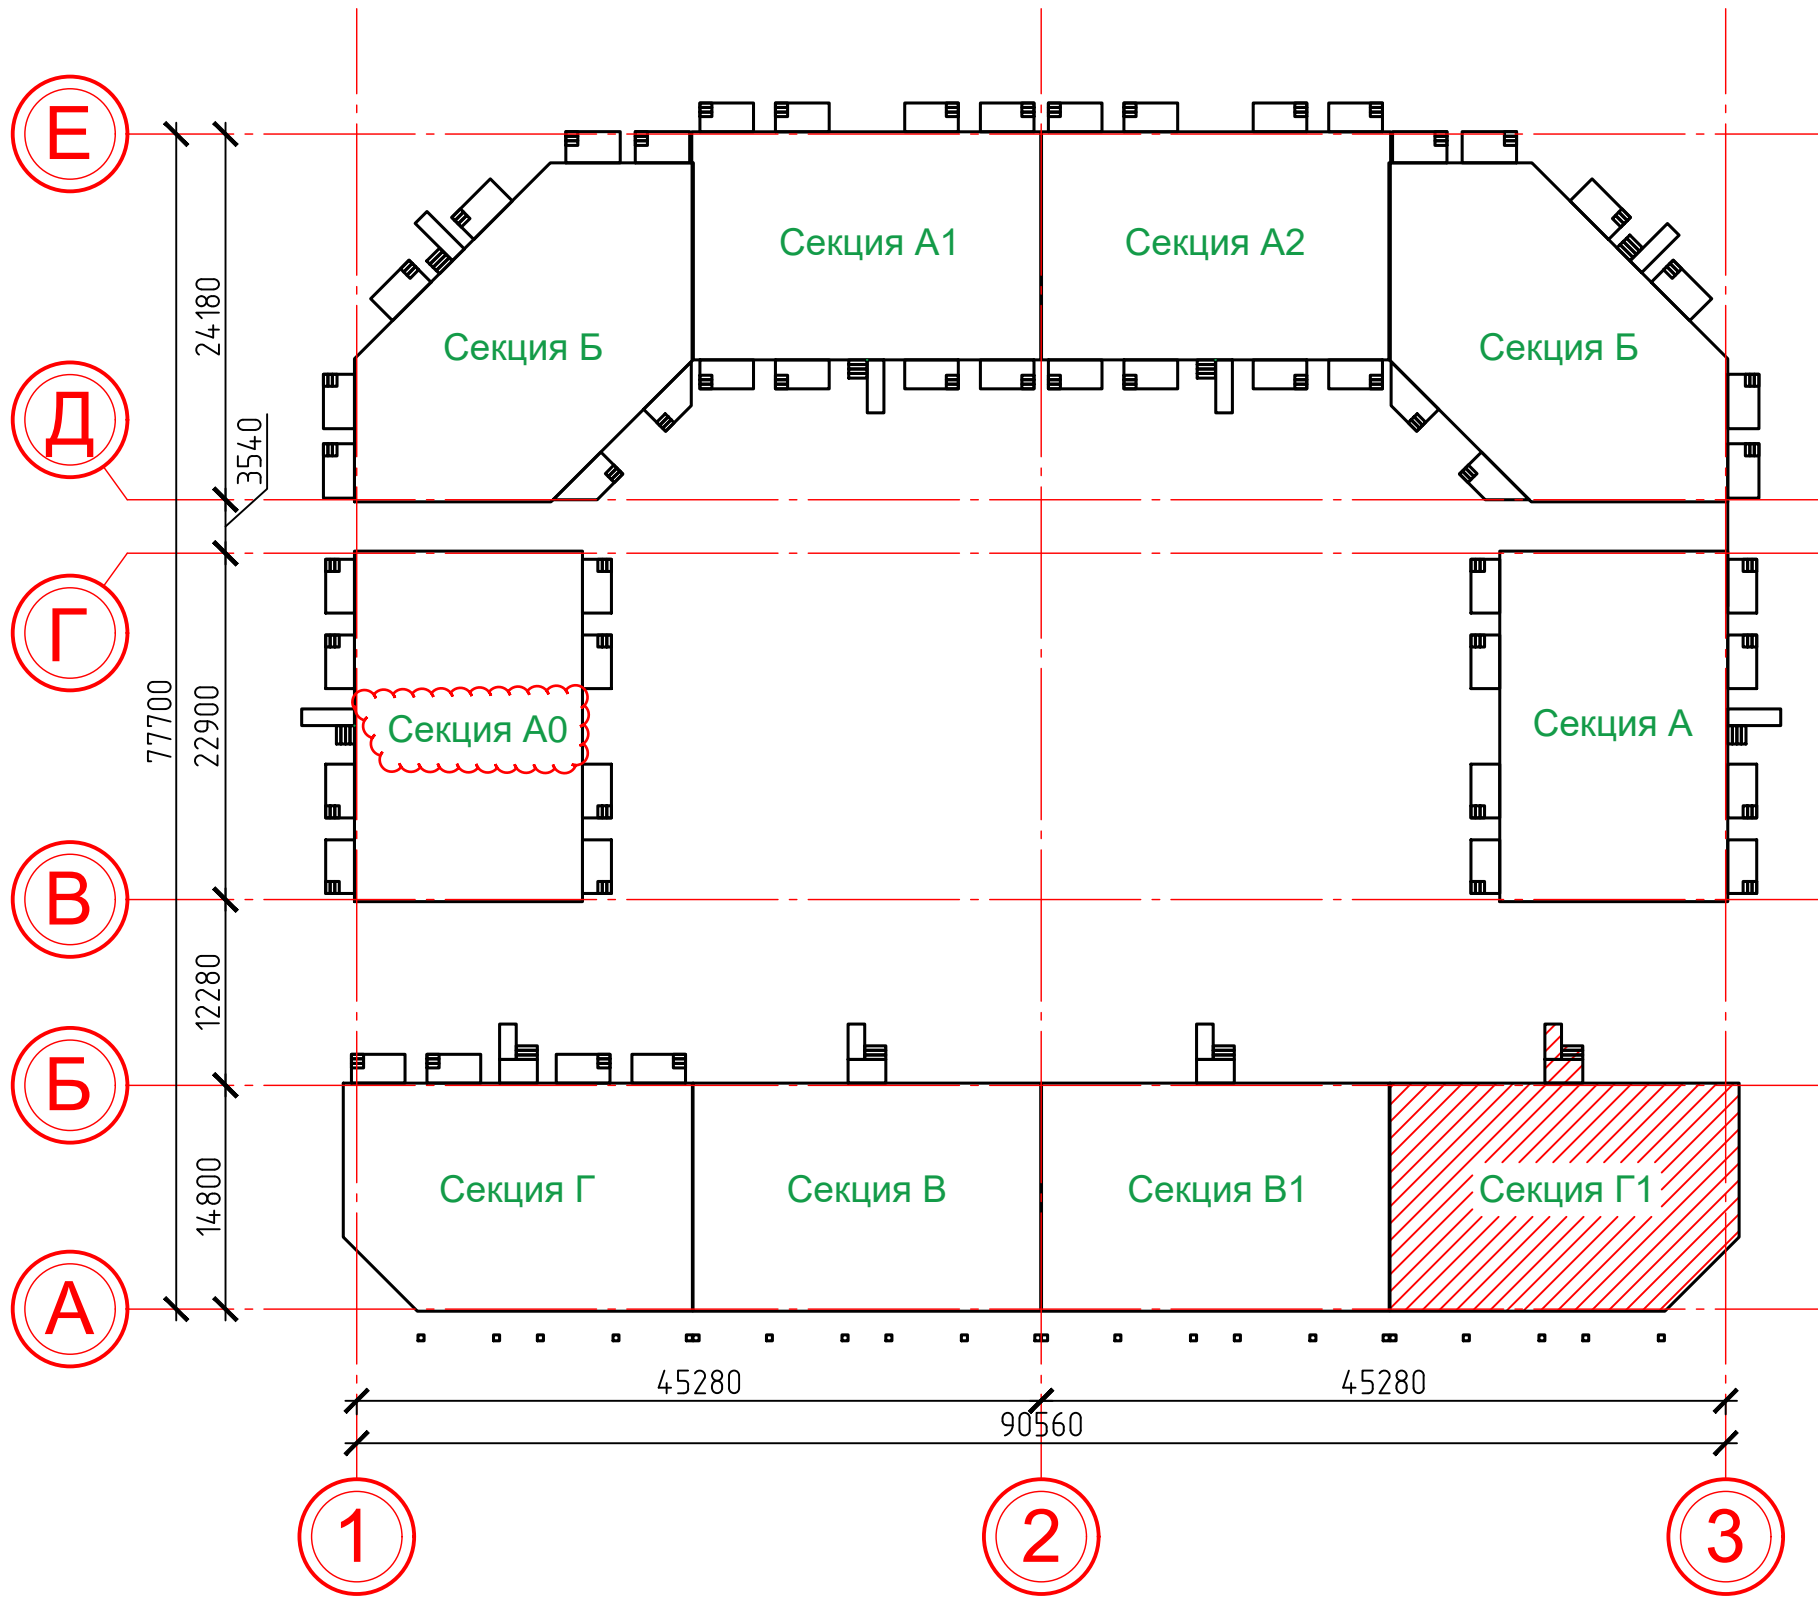 Е
Секция А1
Секция А2
24180
Секция Б
Секция Б
Д
3540
Г
77700
22900
Секция А0
Секция А
В
12280
Б
14800
Секция Г
Секция В
Секция В1
Секция Г1
А
45280
45280
90560
1
2
3